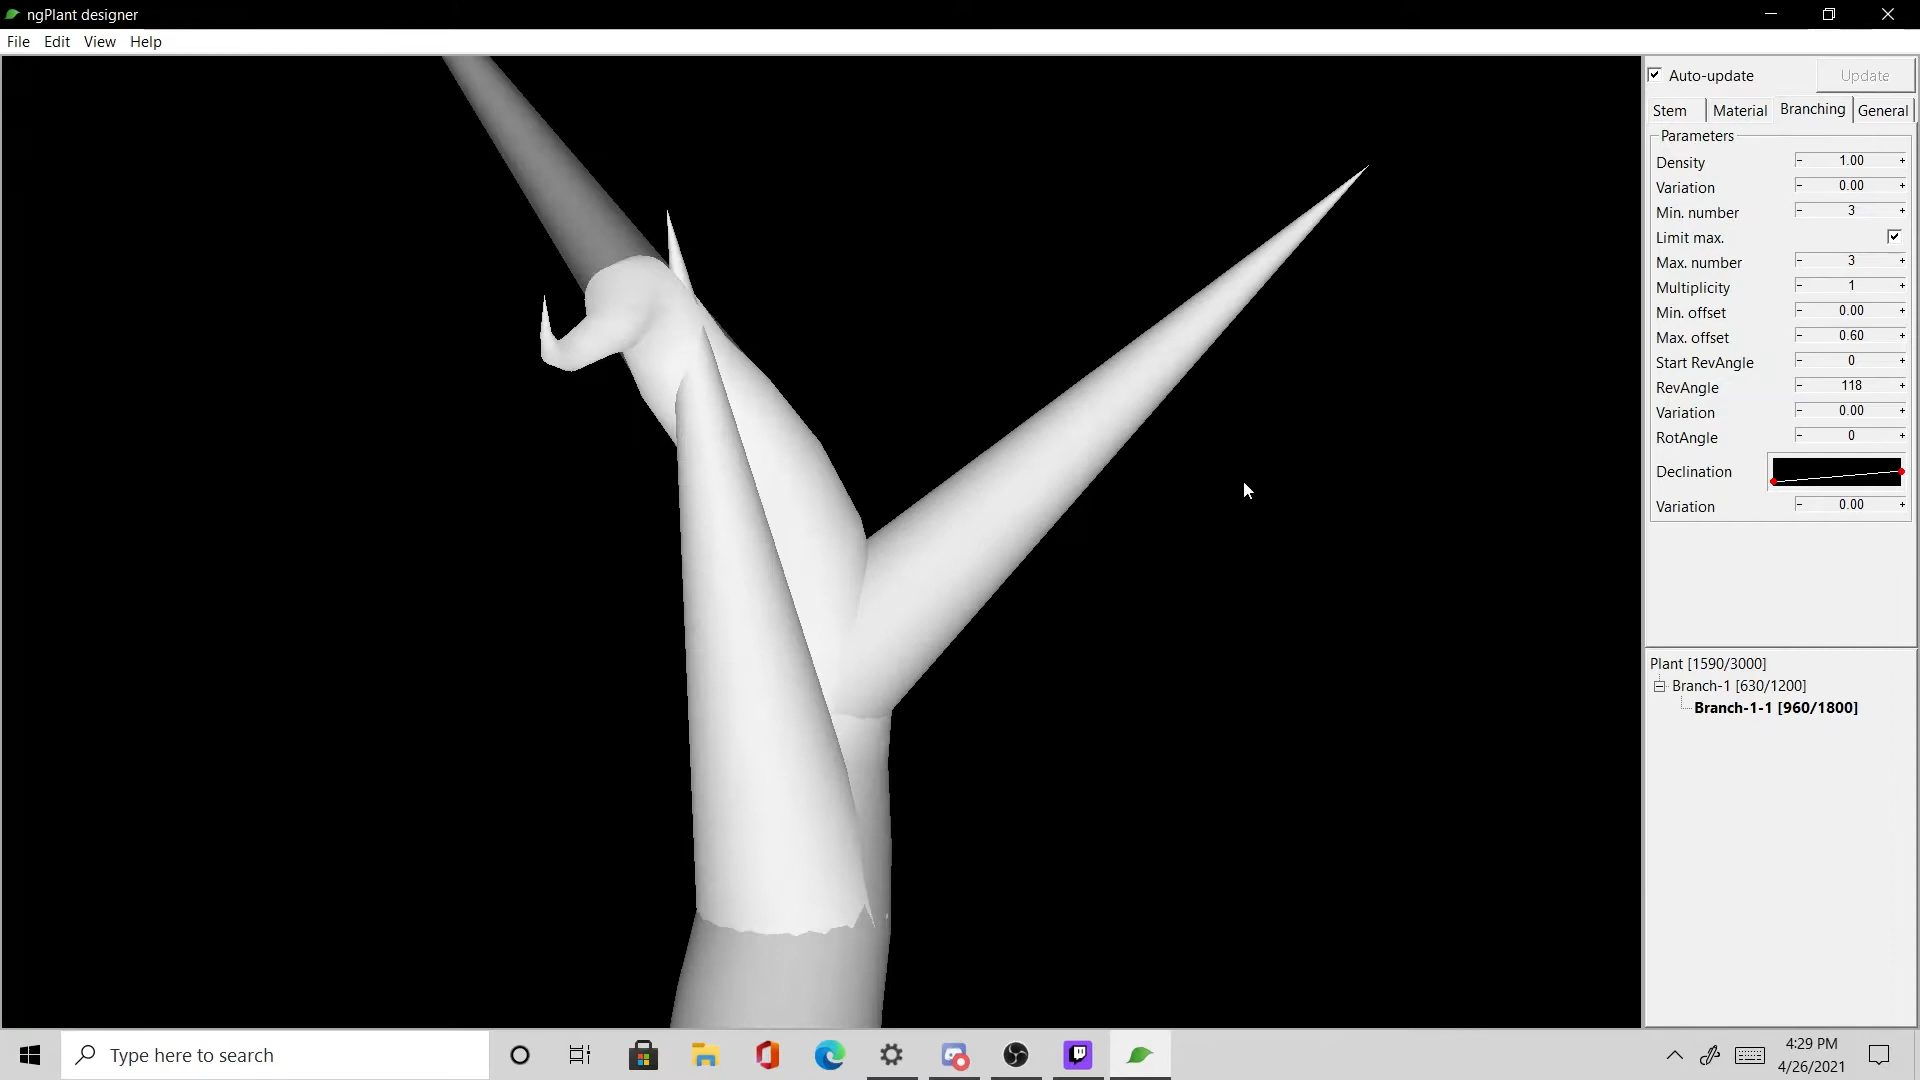 ngPlant designer
File Edit View Help
Auto-update Update
Stem Material Branching General
Parameters
Density - 1.00 +
Variation - 0.00 +
Min. number - 3 +
Limit max.
Max. number - 3 +
Multiplicity - 1 +
Min. offset - 0.00 +
Max. offset - 0.60 +
Start RevAngle - 0 +
RevAngle - 118 +
Variation - 0.00 +
RotAngle - 0 +
Declination
Variation - 0.00 +
Plant [1590/3000]
Branch-1 [630/1200]
Branch-1-1 [960/1800]
Type here to search
4:29 PM
4/26/2021